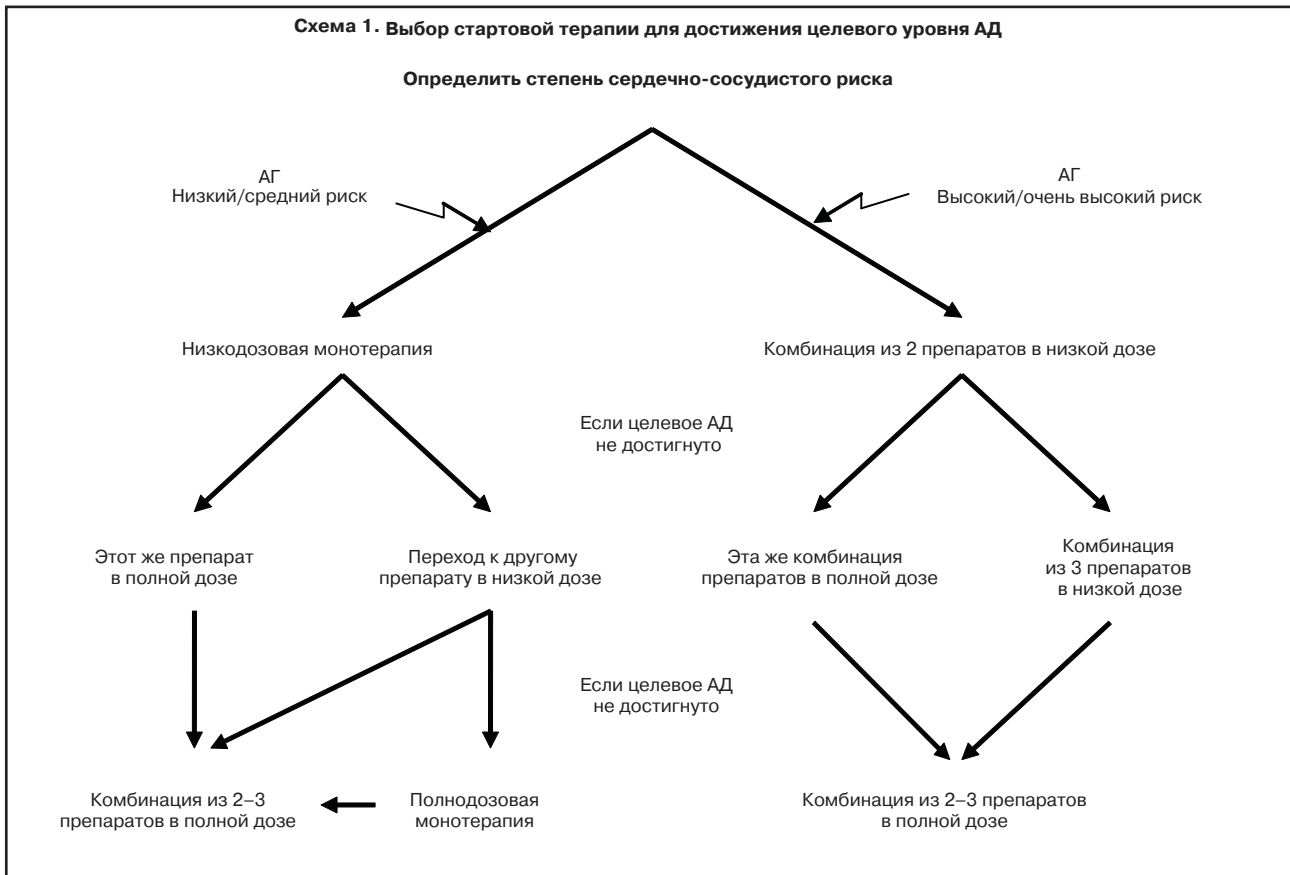 Схема 1. Выбор стартовой терапии для достижения целевого уровня АД
Определить степень сердечно-сосудистого риска
АГ
Низкий/средний риск
АГ
Высокий/очень высокий риск
Низкодозовая монотерапия
Комбинация из 2 препаратов в низкой дозе
Если целевое АД
не достигнуто
Этот же препарат
в полной дозе
Переход к другому
препарату в низкой дозе
Эта же комбинация
препаратов в полной дозе
Комбинация
из 3 препаратов
в низкой дозе
Если целевое АД
не достигнуто
Комбинация из 2–3
препаратов в полной дозе
Полнодозовая
монотерапия
Комбинация из 2–3 препаратов
в полной дозе